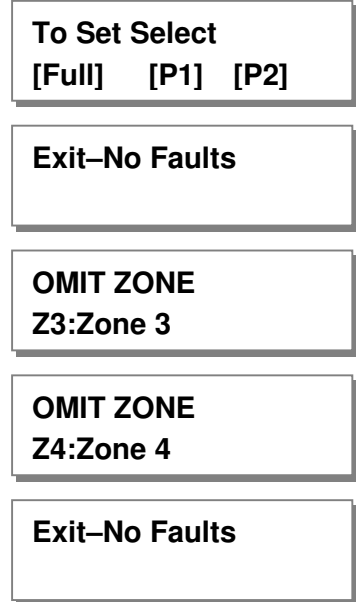 To Set Select
[Full] [P1] [P2]
Exit–No Faults
OMIT ZONE
Z3:Zone 3
OMIT ZONE
Z4:Zone 4
Exit–No Faults